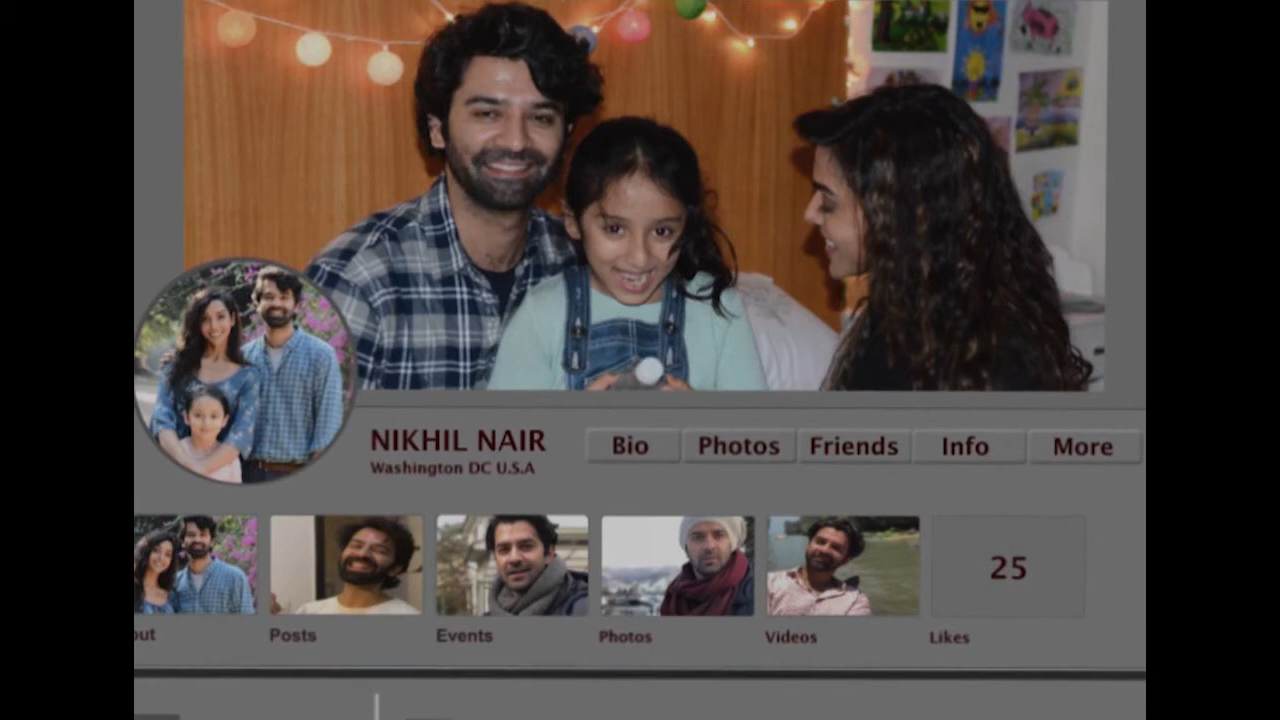 NIKHIL NAIR
Washington DC U.S.A
Bio Photos Friends Info More
25
out Posts Events Photos Videos Likes